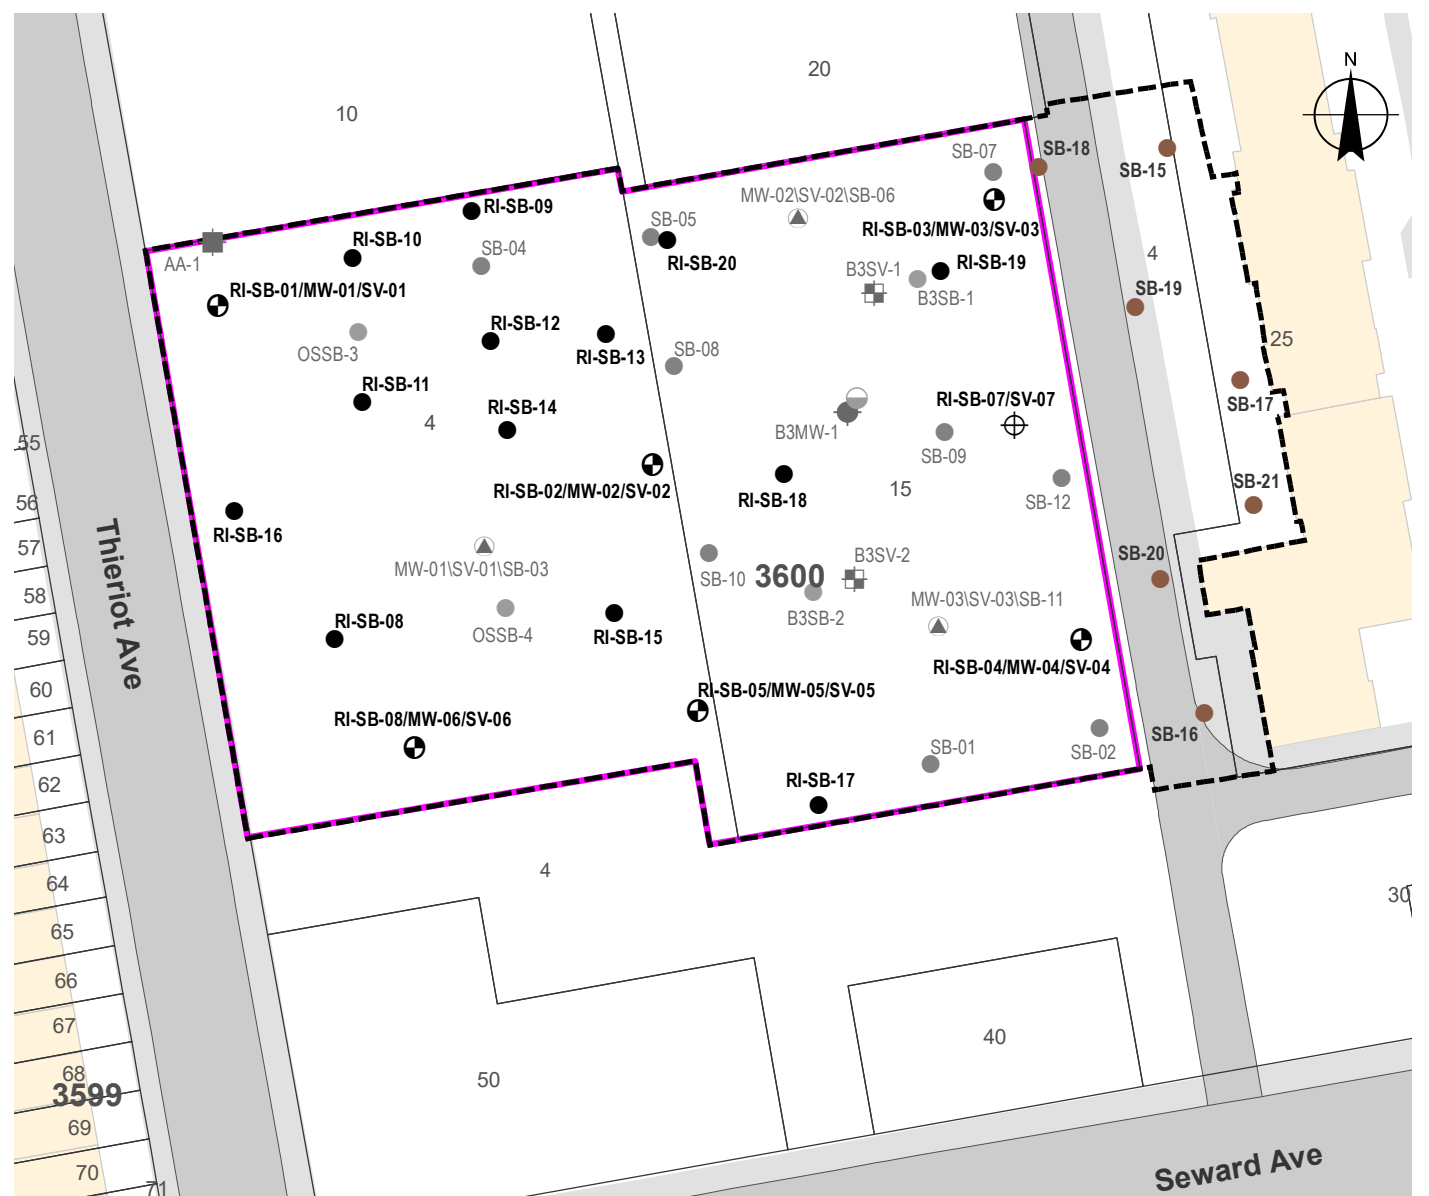 N
20
10
SB-07
SB-18
SB-15
MW-02\SV-02\SB-06
RI-SB-09
SB-05
RI-SB-03/MW-03/SV-03
RI-SB-10
SB-04
AA-1
RI-SB-20
B3SV-1
RI-SB-19
4
RI-SB-01/MW-01/SV-01
B3SB-1
SB-19
RI-SB-12
25
OSSB-3
RI-SB-13
SB-08
RI-SB-11
RI-SB-14
RI-SB-07/SV-07
SB-17
4
B3MW-1
55
SB-09
SB-21
RI-SB-02/MW-02/SV-02
RI-SB-18
15
SB-12
56
RI-SB-16
57
SB-20
MW-01\SV-01\SB-03
SB-10
3600
B3SV-2
58
MW-03\SV-03\SB-11
B3SB-2
Thieriot Ave
RI-SB-08
OSSB-4
RI-SB-15
59
RI-SB-04/MW-04/SV-04
60
RI-SB-05/MW-05/SV-05
RI-SB-08/MW-06/SV-06
SB-16
61
SB-01
SB-02
62
RI-SB-17
63
4
64
30
65
66
67
40
68
50
3599
69
Seward Ave
70
71